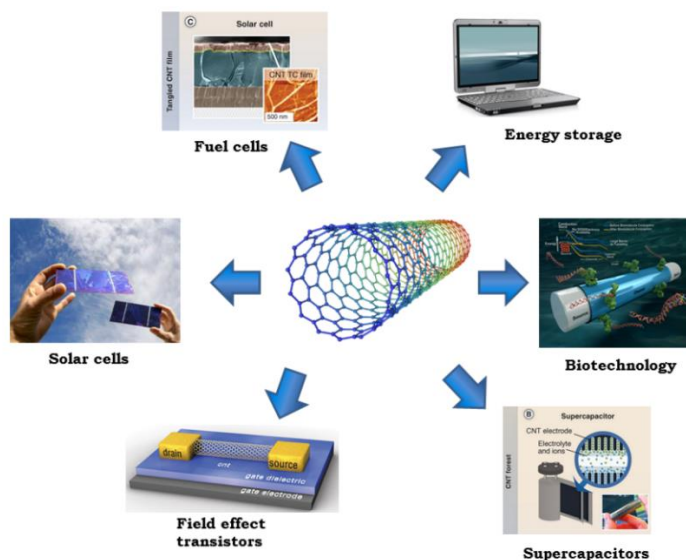 C
Solar cell
Tangled CNT film
CNT TC film
500 nm
Fuel cells
Energy storage
Solar cells
Biotechnology
drain
source
cnt
gate dielectric
gate electrode
Field effect
transistors
B
Supercapacitor
CNT forest
CNT electrode
Electrolyte
and ions
Supercapacitors